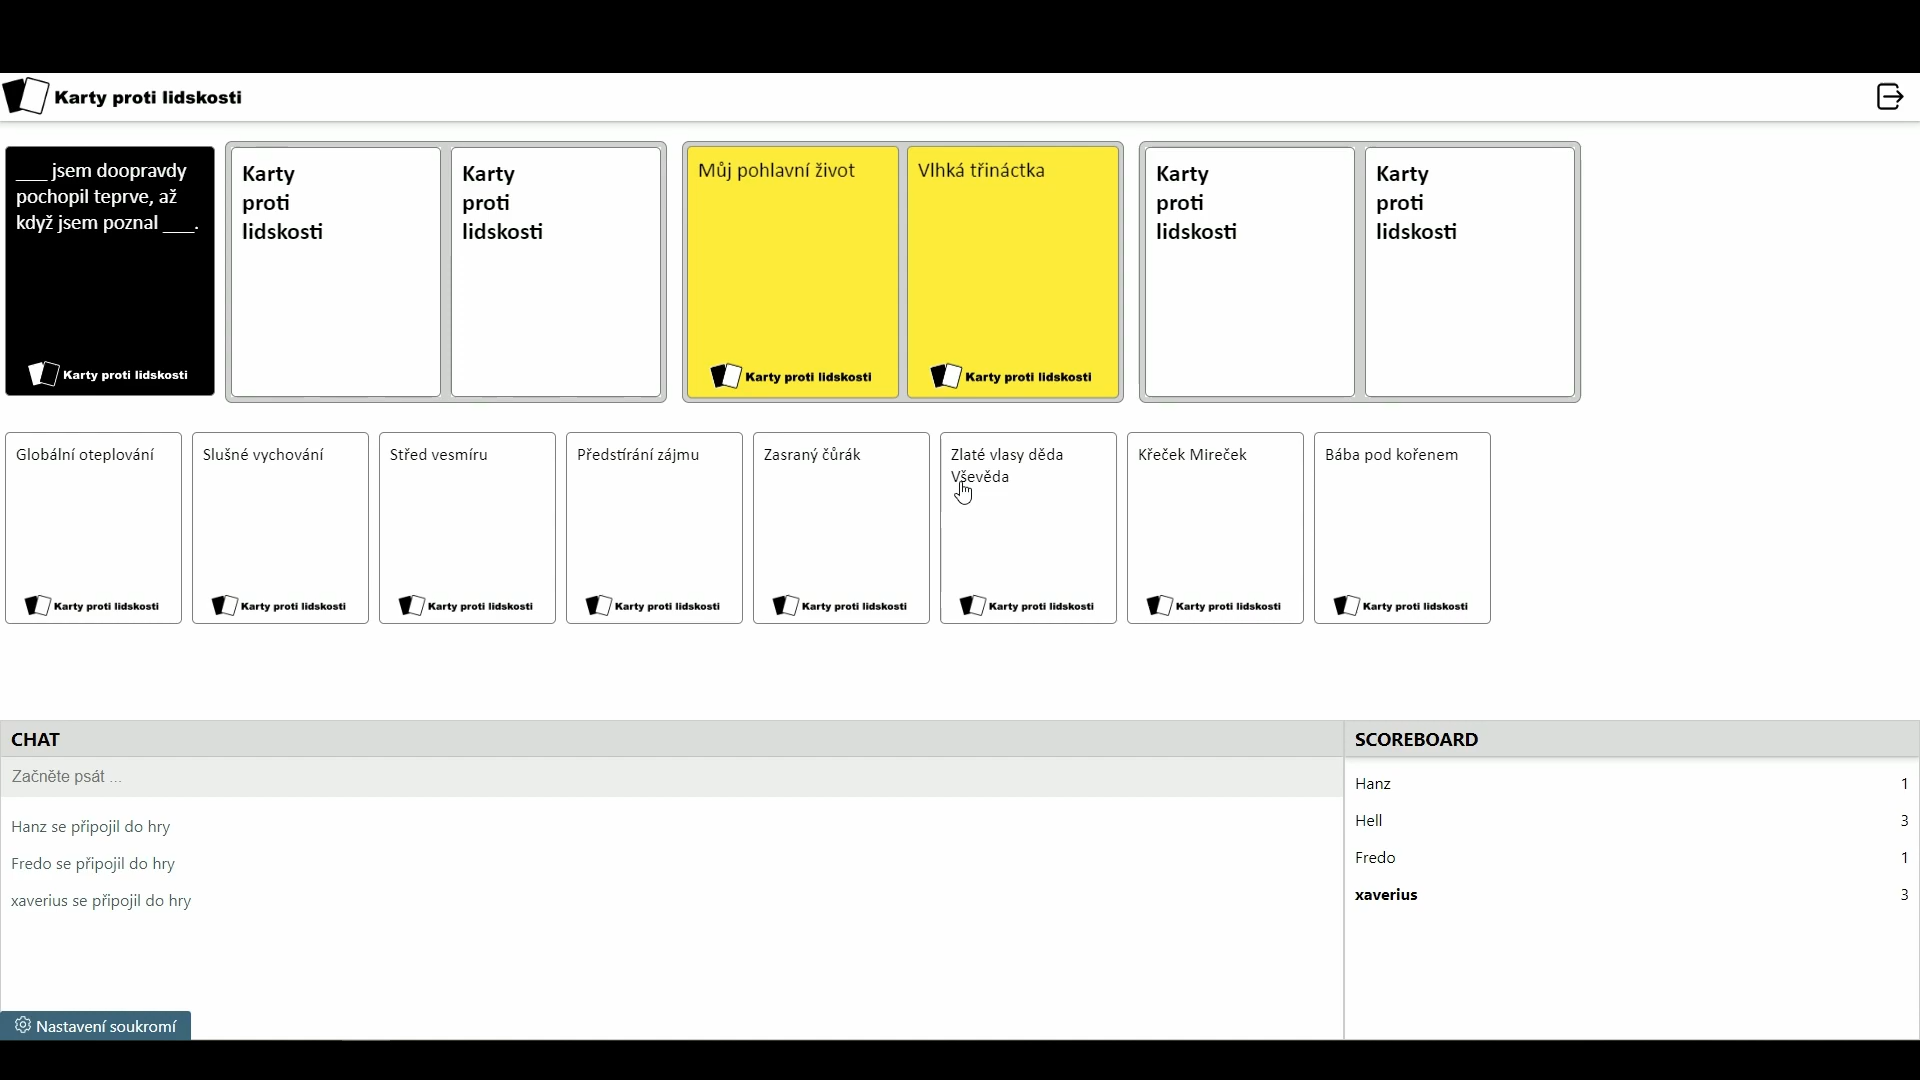 Karty proti lidskosti
___ jsem doopravdy
pochopil teprve, až
když jsem poznal ___.
Karty proti lidskosti
Karty
proti
lidskosti
Karty
proti
lidskosti
Můj pohlavní život
Karty proti lidskosti
Vlhká třináctka
Karty proti lidskosti
Karty
proti
lidskosti
Karty
proti
lidskosti
Globální oteplování
Karty proti lidskosti
Slušné vychování
Karty proti lidskosti
Střed vesmíru
Karty proti lidskosti
Předstírání zájmu
Karty proti lidskosti
Zasraný čůrák
Karty proti lidskosti
Zlaté vlasy děda
Vševěda
Karty proti lidskosti
Křeček Mireček
Karty proti lidskosti
Bába pod kořenem
Karty proti lidskosti
CHAT
Začněte psát ...
Hanz se připojil do hry
Fredo se připojil do hry
xaverius se připojil do hry
Nastavení soukromí
SCOREBOARD
Hanz 1
Hell 3
Fredo 1
xaverius 3